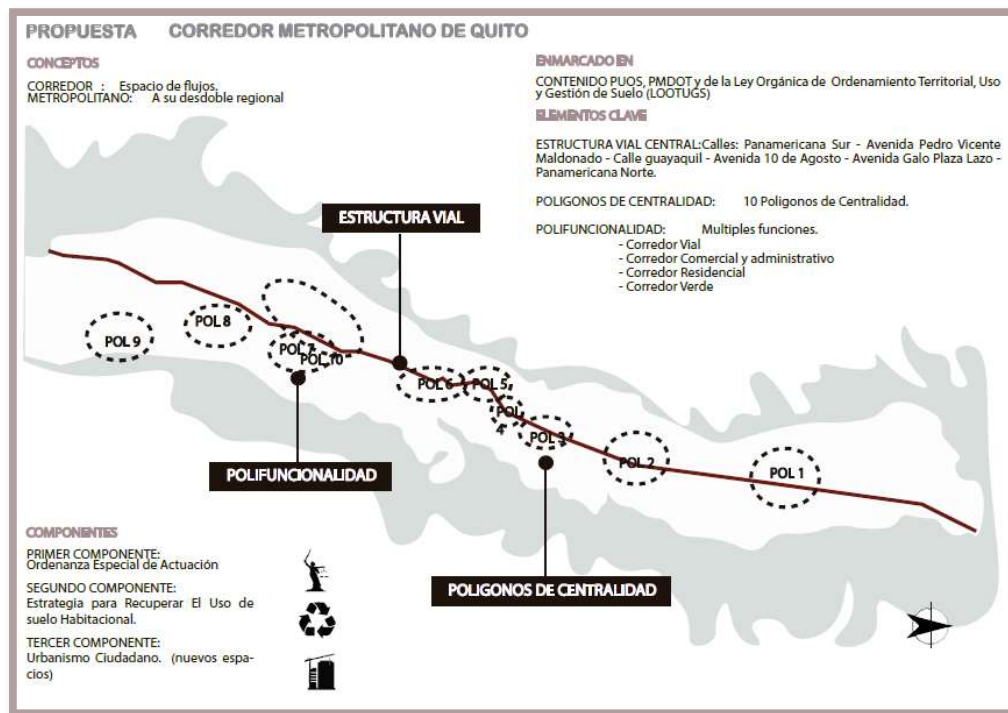 PROPUESTA CORREDOR METROPOLITANO DE QUITO
CONCEPTOS
CORREDOR : Espacio de flujos.
METROPOLITANO: A su desdoble regional
ENMARCADO EN
CONTENIDO PUOS, PMDOT y de la Ley Orgánica de Ordenamiento Territorial, Uso
y Gestión de Suelo (LOOTUGS)
ELEMENTOS CLAVE
ESTRUCTURA VIAL CENTRAL:Calles: Panamericana Sur - Avenida Pedro Vicente
Maldonado - Calle guayaquil - Avenida 10 de Agosto - Avenida Galo Plaza Lazo -
Panamericana Norte.
POLIGONOS DE CENTRALIDAD: 10 Poligonos de Centralidad.
POLIFUNCIONALIDAD: Multiples funciones.
- Corredor Vial
- Corredor Comercial y administrativo
- Corredor Residencial
- Corredor Verde
ESTRUCTURA VIAL
POL 9
POL 8
POL 7
POL 10
POL 6
POL 5
POL
4
POL 3
POL 2
POL 1
POLIFUNCIONALIDAD
POLIGONOS DE CENTRALIDAD
COMPONENTES
PRIMER COMPONENTE:
Ordenanza Especial de Actuación
SEGUNDO COMPONENTE:
Estrategia para Recuperar El Uso de
suelo Habitacional.
TERCER COMPONENTE:
Urbanismo Ciudadano. (nuevos espa-
cios)